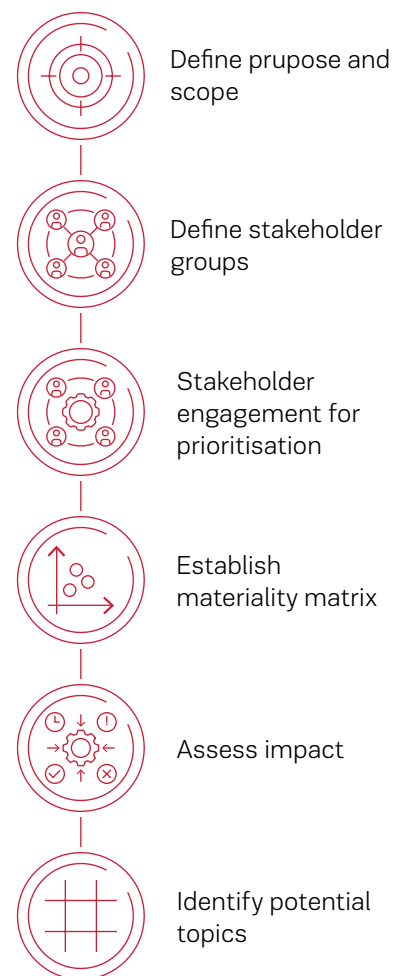 Define prupose and
scope
Define stakeholder
groups
Stakeholder
engagement for
prioritisation
Establish
materiality matrix
Assess impact
Identify potential
topics